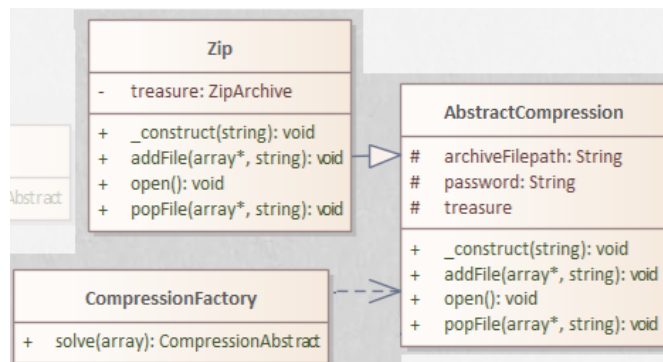 Zip
- treasure: ZipArchive
+ _construct(string): void
+ addFile(array*, string): void
+ open(): void
+ popFile(array*, string): void
AbstractCompression
# archiveFilepath: String
# password: String
# treasure
+ _construct(string): void
+ addFile(array*, string): void
+ open(): void
+ popFile(array*, string): void
Abstract
CompressionFactory
+ solve(array): CompressionAbstract